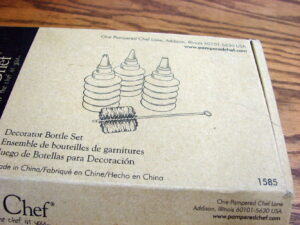 One Pampered Chef Lane, Addison, Illinois 60101-5630 USA
www.pamperedchef.com
Chef
Decorator Bottle Set
Ensemble de bouteilles de garnitures
Juego de Botellas para Decoración
Made in China/Fabriqué en Chine/Hecho en China
1585
Chef
One Pampered Chef Lane
Addison, Illinois 60101-5630 USA
www.pamperedchef.com